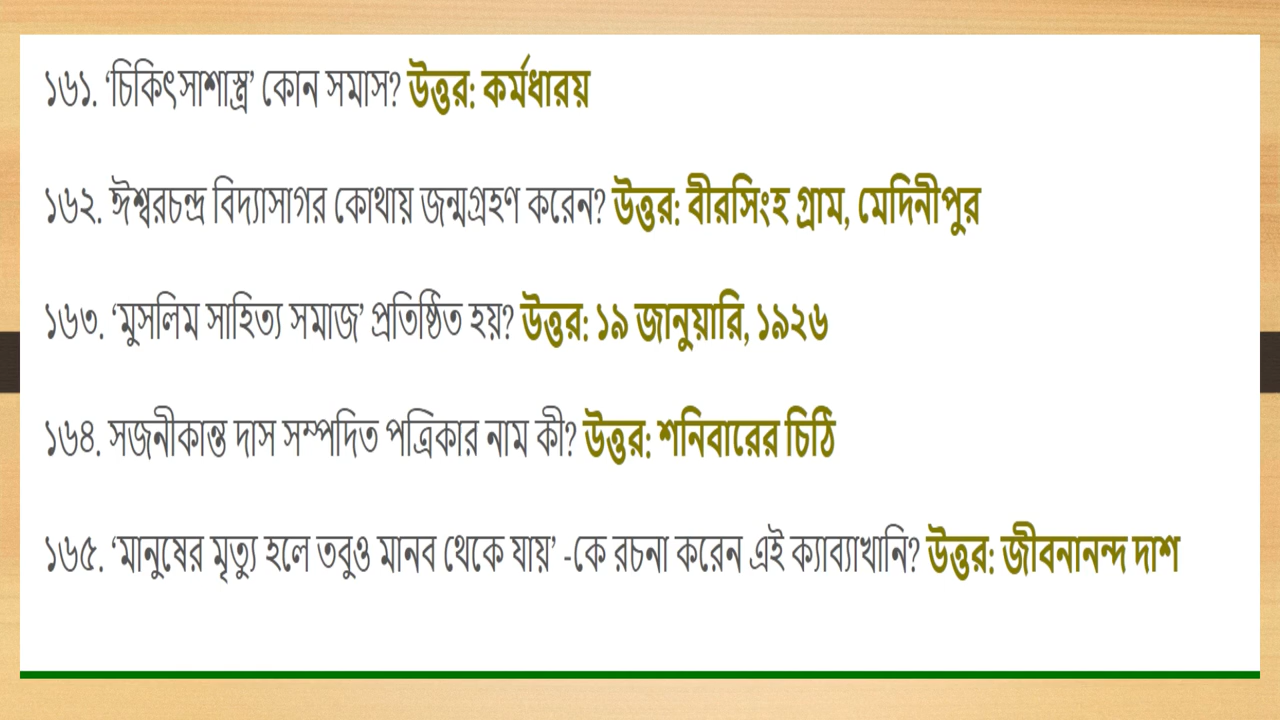 ১৬১. ‘চিকিৎসাশাস্ত্র’ কোন সমাস? উত্তর: কর্মধারয়
১৬২. ঈশ্বরচন্দ্র বিদ্যাসাগর কোথায় জন্মগ্রহণ করেন? উত্তর: বীরসিংহ গ্রাম, মেদিনীপুর
১৬৩. ‘মুসলিম সাহিত্য সমাজ’ প্রতিষ্ঠিত হয়? উত্তর: ১৯ জানুয়ারি, ১৯২৬
১৬৪. সজনীকান্ত দাস সম্পদিত পত্রিকার নাম কী? উত্তর: শনিবারের চিঠি
১৬৫. ‘মানুষের মৃত্যু হলে তবুও মানব থেকে যায়’ -কে রচনা করেন এই ক্যাব্যাখানি? উত্তর: জীবনানন্দ দাশ